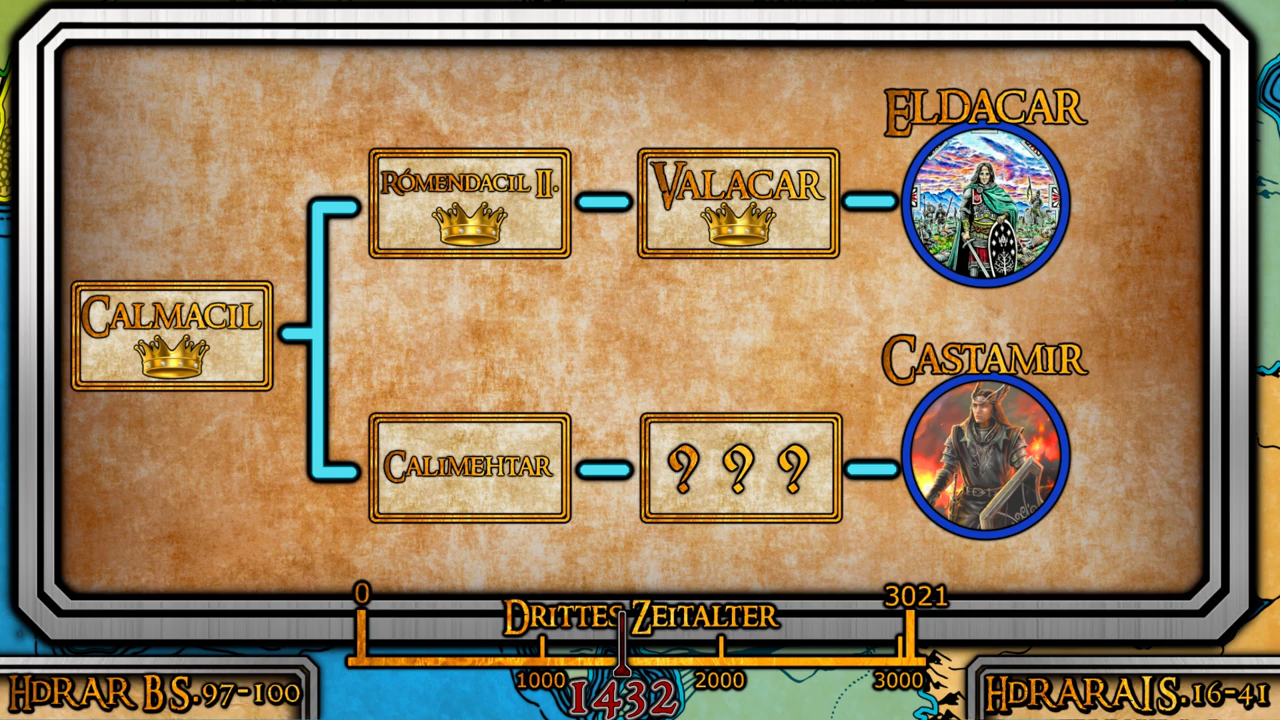 ELDACAR
RÓMENDACIL II.
VALACAR
CALMACIL
CASTAMIR
CALIMEHTAR
? ? ?
0
DRITTES ZEITALTER
3021
1000
1432
2000
3000
HDRAR BS.97-100
HDRARAIS.16-41